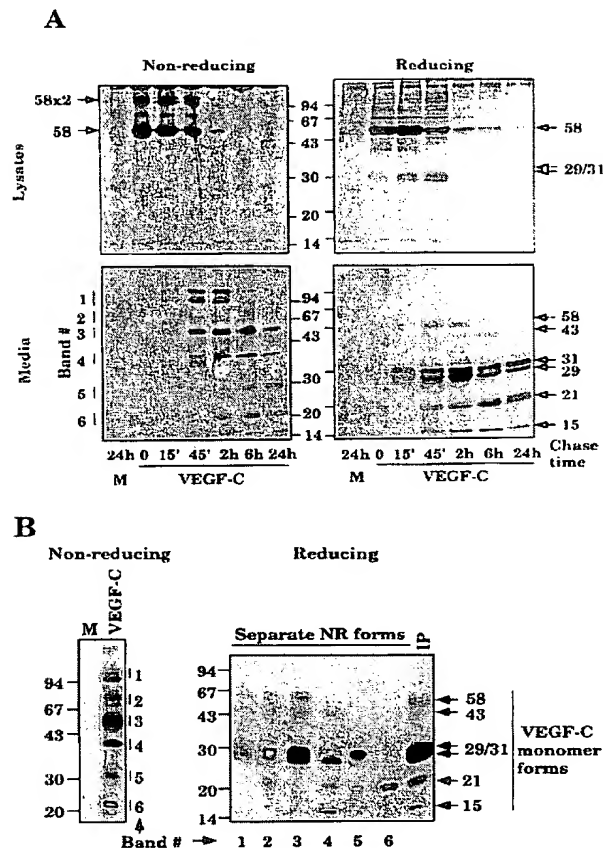 A
Non-reducing
Reducing
58x2
58
Lysates
94
67
43
30
20
14
58
29/31
Media
Band #
1
2
3
4
5
6
94
67
43
30
20
14
58
43
31
29
21
15
24h 0 15' 45' 2h 6h 24h
24h 0 15' 45' 2h 6h 24h
Chase time
M VEGF-C
M VEGF-C
B
Non-reducing
Reducing
M VEGF-C
94
67
43
30
20
1
2
3
4
5
6
Separate NR forms
IP
94
67
43
30
20
14
58
43
29/31
21
15
VEGF-C
monomer
forms
Band # 1 2 3 4 5 6